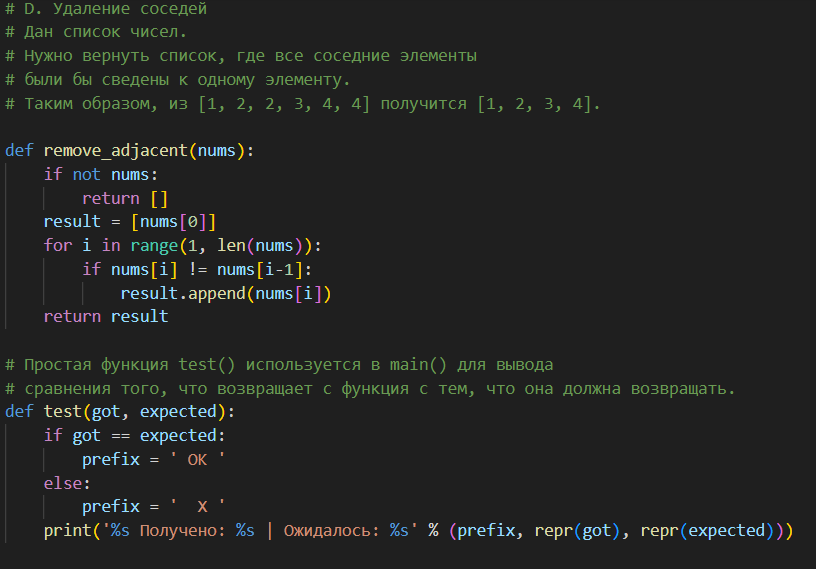 # D. Удаление соседей
# Дан список чисел.
# Нужно вернуть список, где все соседние элементы
# были бы сведены к одному элементу.
# Таким образом, из [1, 2, 2, 3, 4, 4] получится [1, 2, 3, 4].

def remove_adjacent(nums):
    if not nums:
        return []
    result = [nums[0]]
    for i in range(1, len(nums)):
        if nums[i] != nums[i-1]:
            result.append(nums[i])
    return result

# Простая функция test() используется в main() для вывода
# сравнения того, что возвращает с функция с тем, что она должна возвращать.
def test(got, expected):
    if got == expected:
        prefix = ' OK '
    else:
        prefix = '  X '
    print('%s Получено: %s | Ожидалось: %s' % (prefix, repr(got), repr(expected)))